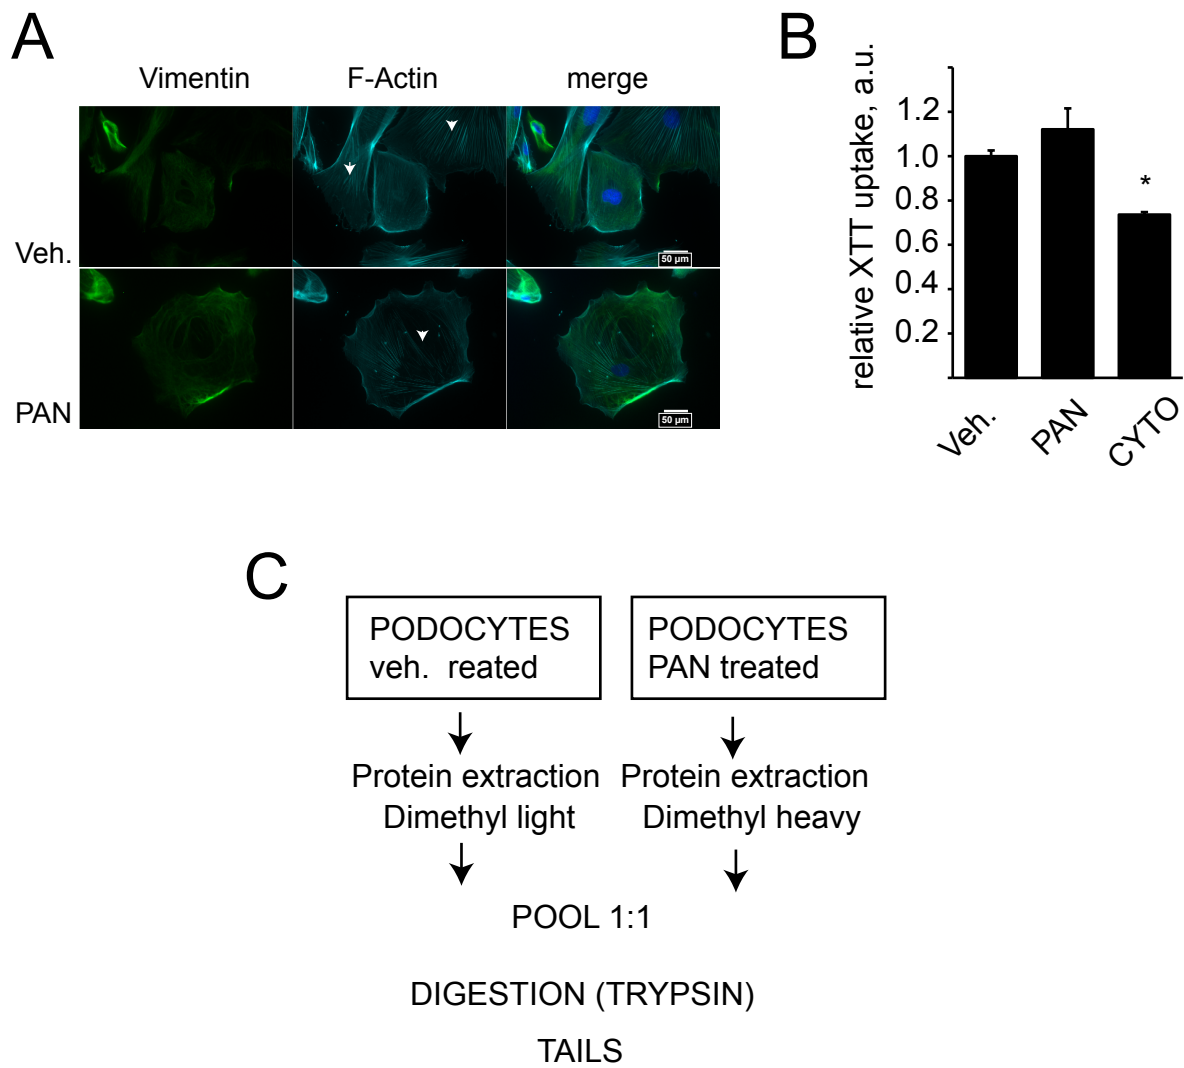 A
Vimentin
F-Actin
merge
Veh.
50 µm
PAN
50 µm
B
relative XTT uptake, a.u.
1.2
1.0
0.8
0.6
0.4
0.2
*
Veh.
PAN
CYTO
C
PODOCYTES
veh. reated
PODOCYTES
PAN treated
Protein extraction
Dimethyl light
Protein extraction
Dimethyl heavy
POOL 1:1
DIGESTION (TRYPSIN)
TAILS